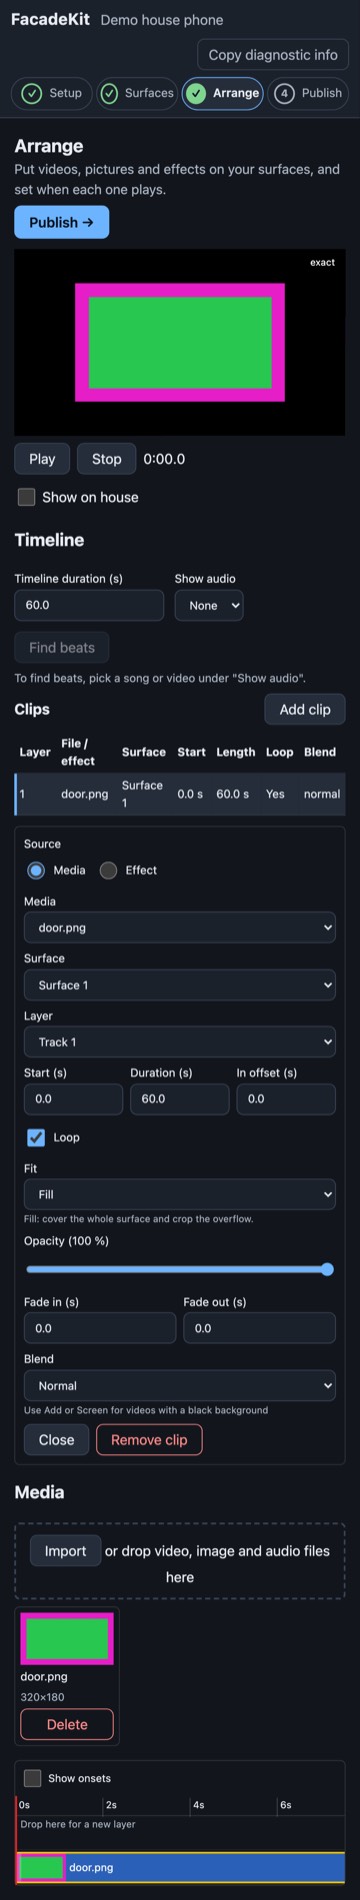 FacadeKit Demo house phone
Copy diagnostic info
Setup Surfaces Arrange 4 Publish
Arrange
Put videos, pictures and effects on your surfaces, and
set when each one plays.
Publish →
exact
Play Stop 0:00.0
Show on house
Timeline
Timeline duration (s) Show audio
60.0 None
Find beats
To find beats, pick a song or video under "Show audio".
Clips Add clip
Layer File / effect Surface Start Length Loop Blend
1 door.png Surface 1 0.0 s 60.0 s Yes normal
Source
Media Effect
Media
door.png
Surface
Surface 1
Layer
Track 1
Start (s) Duration (s) In offset (s)
0.0 60.0 0.0
Loop
Fit
Fill
Fill: cover the whole surface and crop the overflow.
Opacity (100 %)
Fade in (s) Fade out (s)
0.0 0.0
Blend
Normal
Use Add or Screen for videos with a black background
Close Remove clip
Media
Import or drop video, image and audio files
here
door.png
320×180
Delete
Show onsets
0s 2s 4s 6s
Drop here for a new layer
door.png